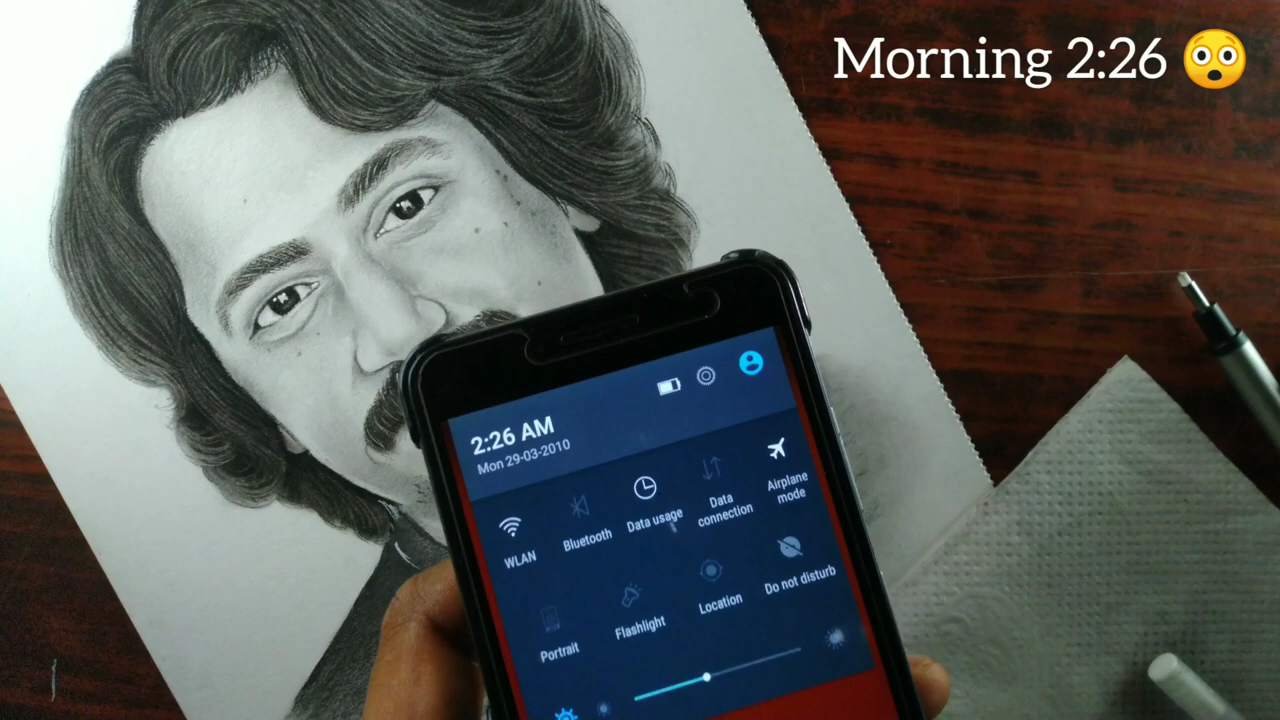 Morning 2:26 😲
2:26 AM
Mon 29-03-2010
WLAN
Bluetooth
Data usage
Data
connection
Airplane
mode
Portrait
Flashlight
Location
Do not disturb